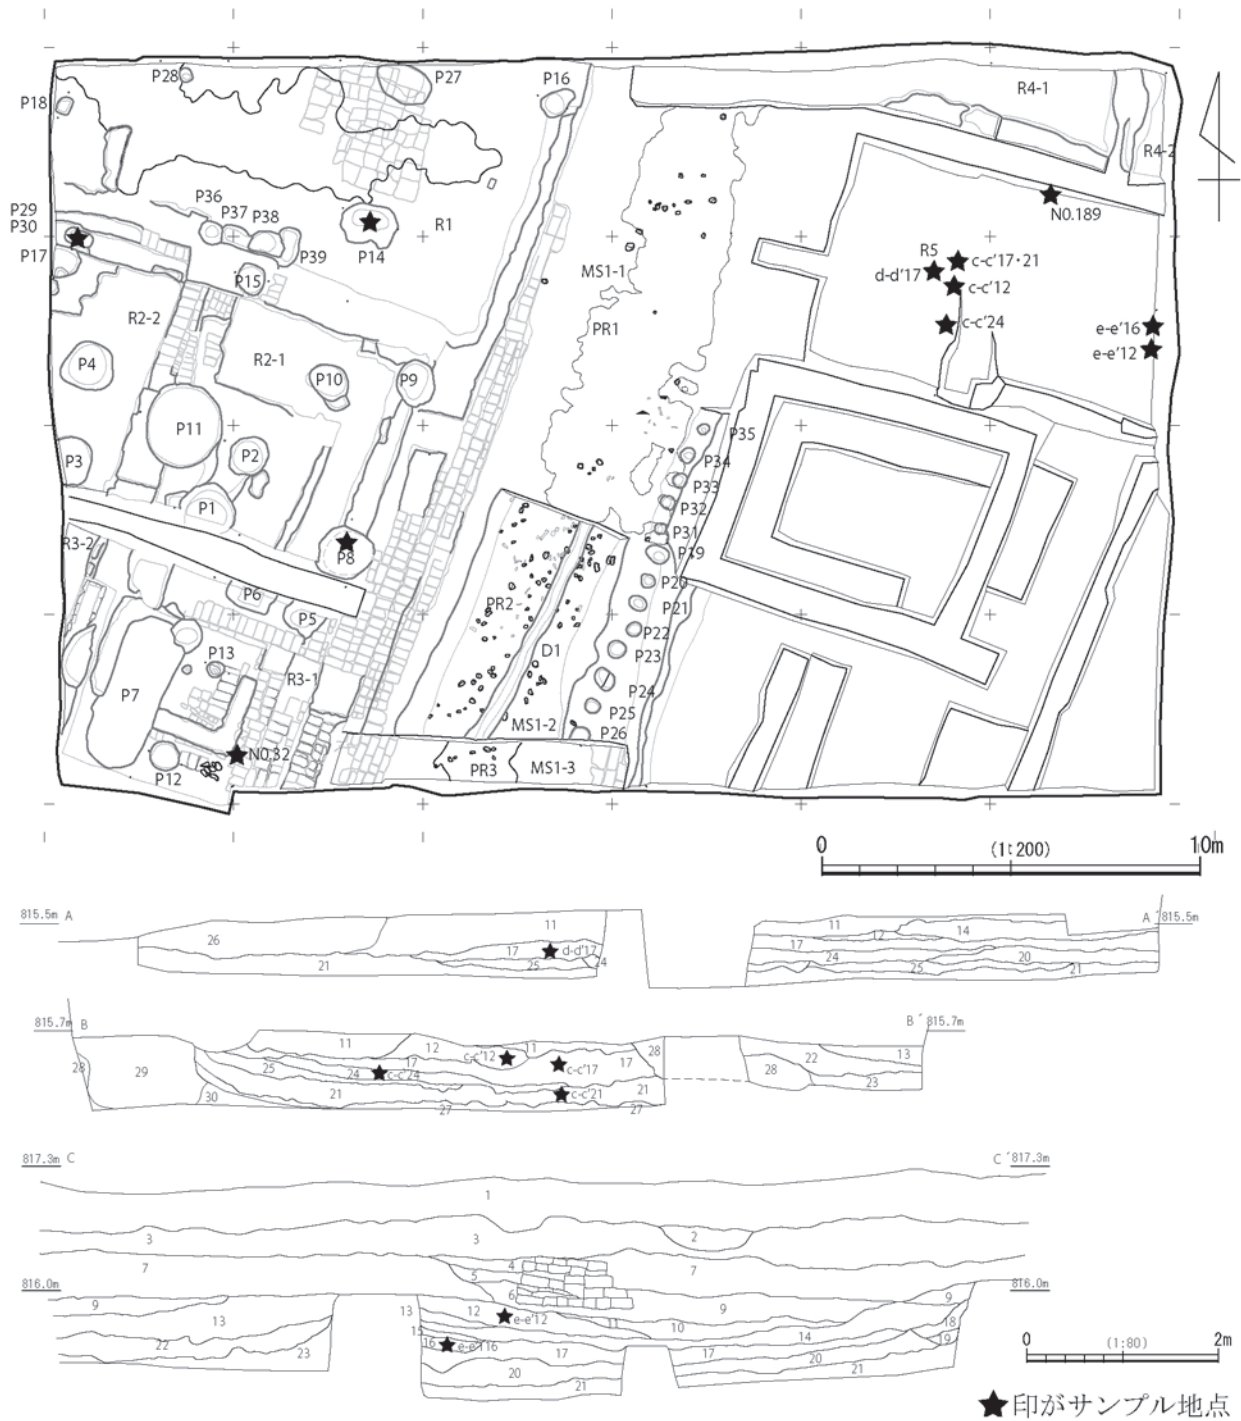 P28
P27
P16
R4-1
P18
R4-2
P36
P29
P37
P38
N0.189
P30
R1
P39
P14
P17
R5
c-c'17・21
MS1-1
d-d'17
P15
c-c'12
R2-2
PR1
c-c'24
e-e'16
e-e'12
P4
R2-1
P10
P9
P11
P35
P2
P34
P3
P33
P1
P32
P31
R3-2
P8
P19
P20
P6
PR2
P21
P5
P22
D1
P23
P13
R3-1
P24
P7
P25
MS1-2
P26
N0.32
P12
PR3
MS1-3
0 (1:200) 10m
815.5m A
11
11
A´ 815.5m
26
14
12
17
d-d'17
17
24
20
21
25
24
25
21
815.7m B
B´ 815.7m
11
12
11
c-c'12
28
22
13
28
29
25
17
c-c'17
17
24
c-c'24
28
23
30
21
c-c'21
21
27
27
817.3m C
C´ 817.3m
1
3
3
2
7
4
7
5
816.0m
816.0m
6
9
9
9
13
12
e-e'12
13
11
10
18
15
14
22
16
e-e'16
19
23
17
17
20
20
21
21
0 (1:80) 2m
★印がサンプル地点